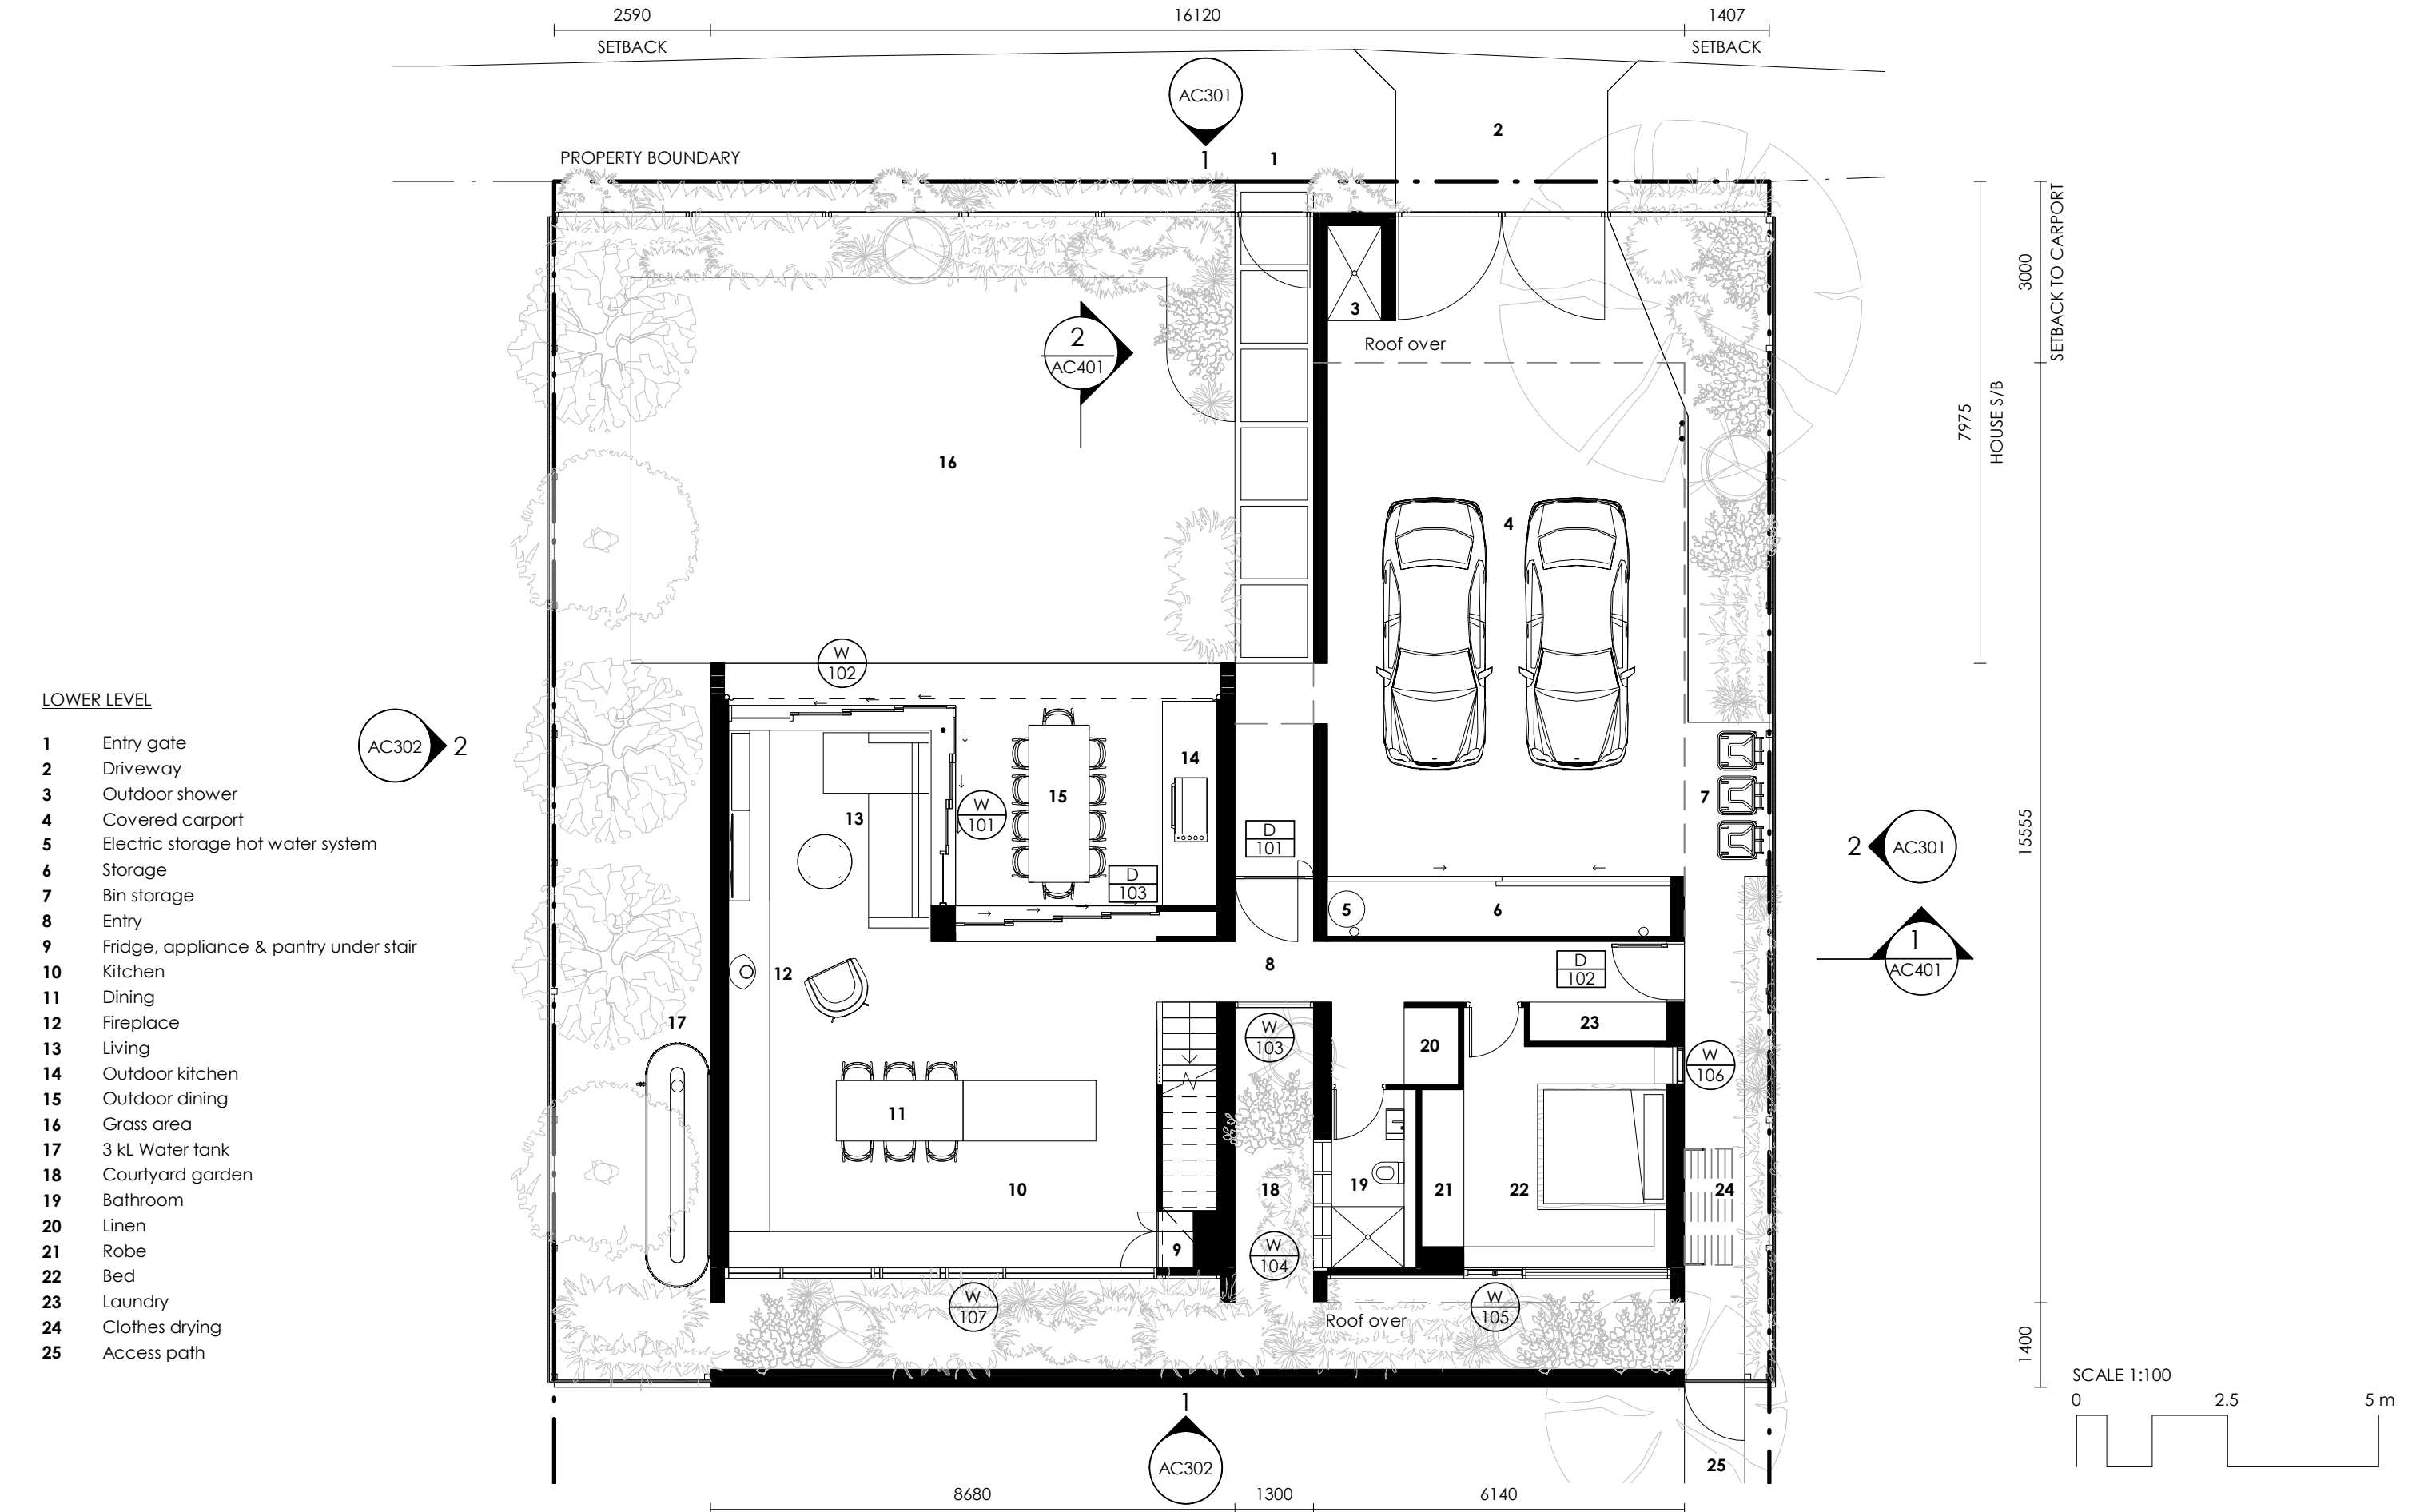 2590
16120
1407
SETBACK
SETBACK
AC301
1
PROPERTY BOUNDARY
1
2
3
Roof over
3000
SETBACK TO CARPORT
7975
HOUSE S/B
15555
1400
2
AC401
16
4
W
102
LOWER LEVEL
1 Entry gate
2 Driveway
3 Outdoor shower
4 Covered carport
5 Electric storage hot water system
6 Storage
7 Bin storage
8 Entry
9 Fridge, appliance & pantry under stair
10 Kitchen
11 Dining
12 Fireplace
13 Living
14 Outdoor kitchen
15 Outdoor dining
16 Grass area
17 3 kL Water tank
18 Courtyard garden
19 Bathroom
20 Linen
21 Robe
22 Bed
23 Laundry
24 Clothes drying
25 Access path
AC302
2
14
13
W
101
15
7
D
101
D
103
2
AC301
5
6
1
AC401
12
8
D
102
17
W
103
20
23
W
106
11
10
18
19
21
22
24
9
W
104
W
107
W
105
Roof over
1
AC302
25
SCALE 1:100
0
2.5
5 m
8680
1300
6140